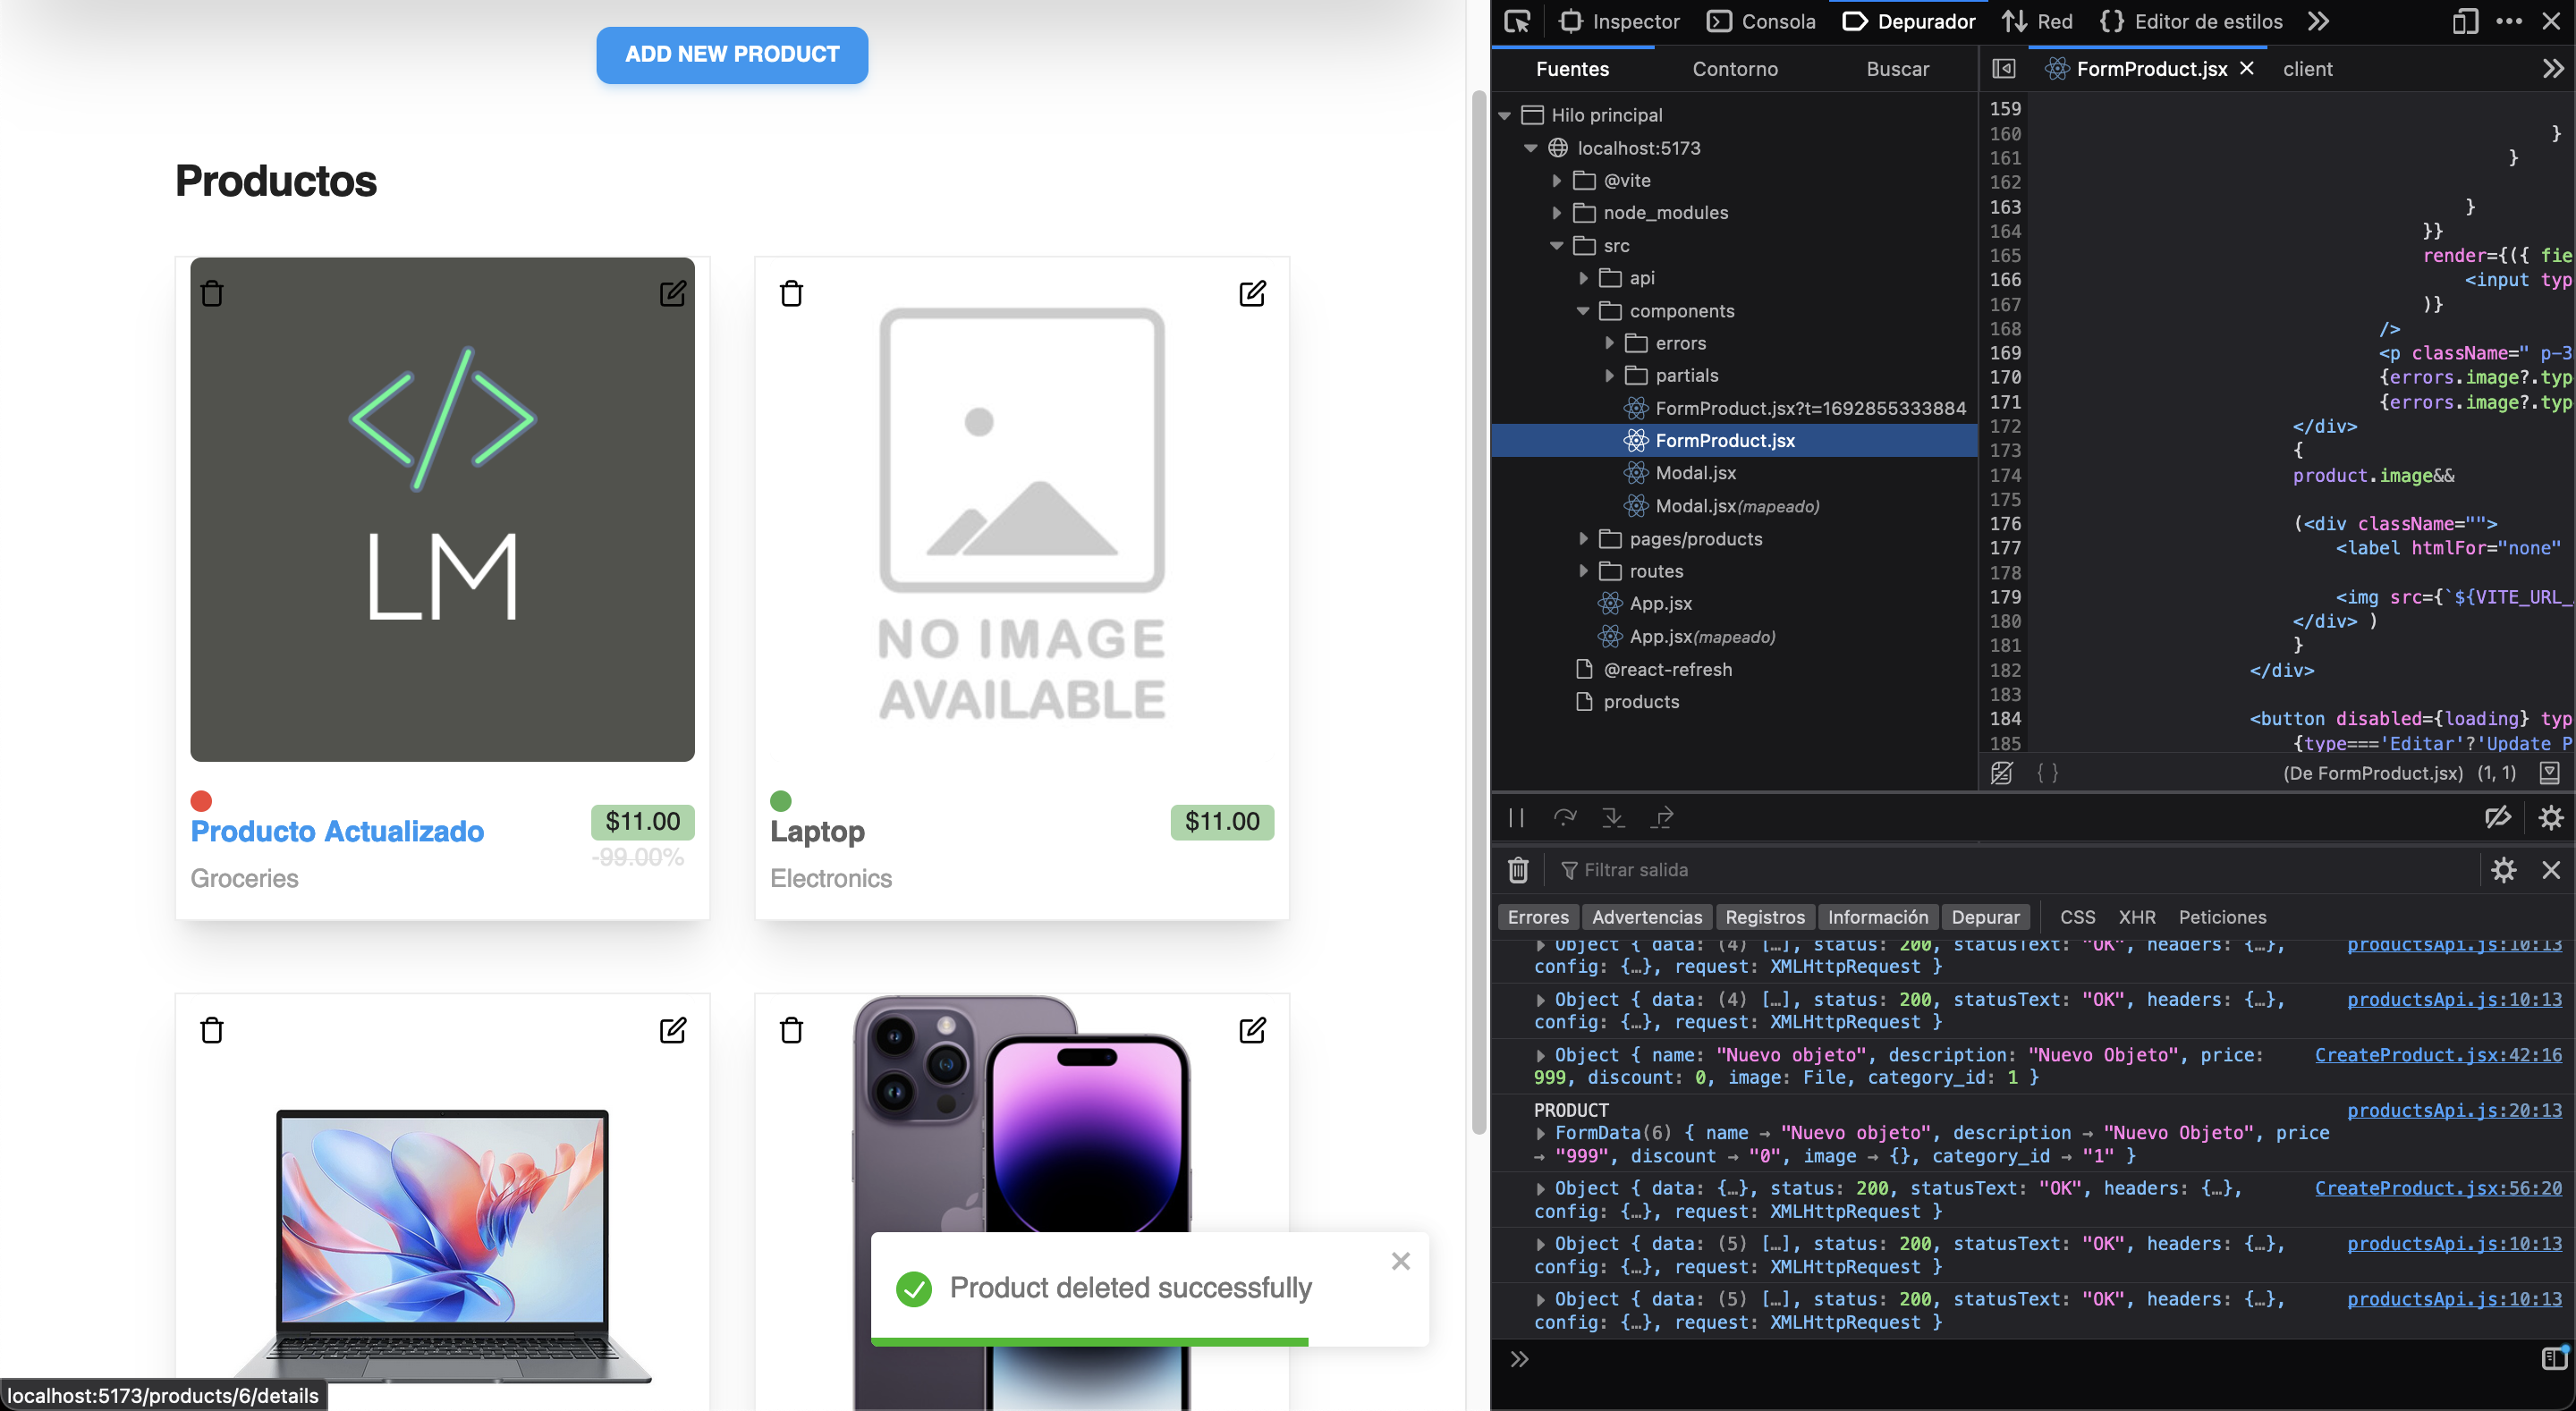 ADD NEW PRODUCT
Productos
LM
Producto Actualizado
$11.00
-99.00%
Groceries
NO IMAGE
AVAILABLE
Laptop
$11.00
Electronics
Product deleted successfully
localhost:5173/products/6/details
Inspector
Consola
Depurador
Red
Editor de estilos
Fuentes
Contorno
Buscar
FormProduct.jsx
client
Hilo principal
localhost:5173
@vite
node_modules
src
api
components
errors
partials
FormProduct.jsx?t=1692855333884
FormProduct.jsx
Modal.jsx
Modal.jsx(mapeado)
pages/products
routes
App.jsx
App.jsx(mapeado)
@react-refresh
products
159
160 }
161 }
162
163 }
164 }}
165 render={({ fie
166 <input typ
167 )}
168 />
169 <p className=" p-3
170 {errors.image?.typ
171 {errors.image?.typ
172 </div>
173 {
174 product.image&&
175
176 (<div className="">
177 <label htmlFor="none"
178
179 <img src={`${VITE_URL_
180 </div> )
181 }
182 </div>
183
184 <button disabled={loading} typ
185 {type==='Editar'?'Update P
{ }
(De FormProduct.jsx) (1, 1)
Filtrar salida
Errores
Advertencias
Registros
Información
Depurar
CSS
XHR
Peticiones
Object { data: (4) […], status: 200, statusText: "OK", headers: {…}, productsApi.js:10:13
config: {…}, request: XMLHttpRequest }
Object { data: (4) […], status: 200, statusText: "OK", headers: {…}, productsApi.js:10:13
config: {…}, request: XMLHttpRequest }
Object { name: "Nuevo objeto", description: "Nuevo Objeto", price: CreateProduct.jsx:42:16
999, discount: 0, image: File, category_id: 1 }
PRODUCT productsApi.js:20:13
FormData(6) { name → "Nuevo objeto", description → "Nuevo Objeto", price
→ "999", discount → "0", image → {}, category_id → "1" }
Object { data: {…}, status: 200, statusText: "OK", headers: {…}, CreateProduct.jsx:56:20
config: {…}, request: XMLHttpRequest }
Object { data: (5) […], status: 200, statusText: "OK", headers: {…}, productsApi.js:10:13
config: {…}, request: XMLHttpRequest }
Object { data: (5) […], status: 200, statusText: "OK", headers: {…}, productsApi.js:10:13
config: {…}, request: XMLHttpRequest }